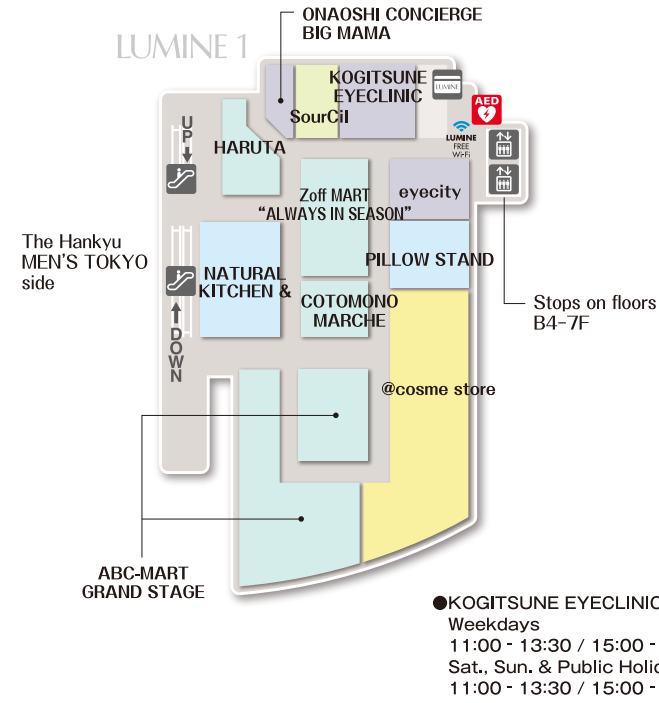 ONAOSHI CONCIERGE
BIG MAMA
LUMINE 1
KOGITSUNE
EYECLINIC
LUMINE
SourCil
AED
LUMINE
FREE
Wi-Fi
UP
HARUTA
Zoff MART
“ALWAYS IN SEASON”
eyecity
The Hankyu
MEN'S TOKYO
side
NATURAL
KITCHEN &
PILLOW STAND
COTOMONO
MARCHE
Stops on floors
B4-7F
DOWN
@cosme store
ABC-MART
GRAND STAGE
●KOGITSUNE EYECLINIC
Weekdays
11:00 - 13:30 / 15:00 -
Sat., Sun. & Public Holid
11:00 - 13:30 / 15:00 -